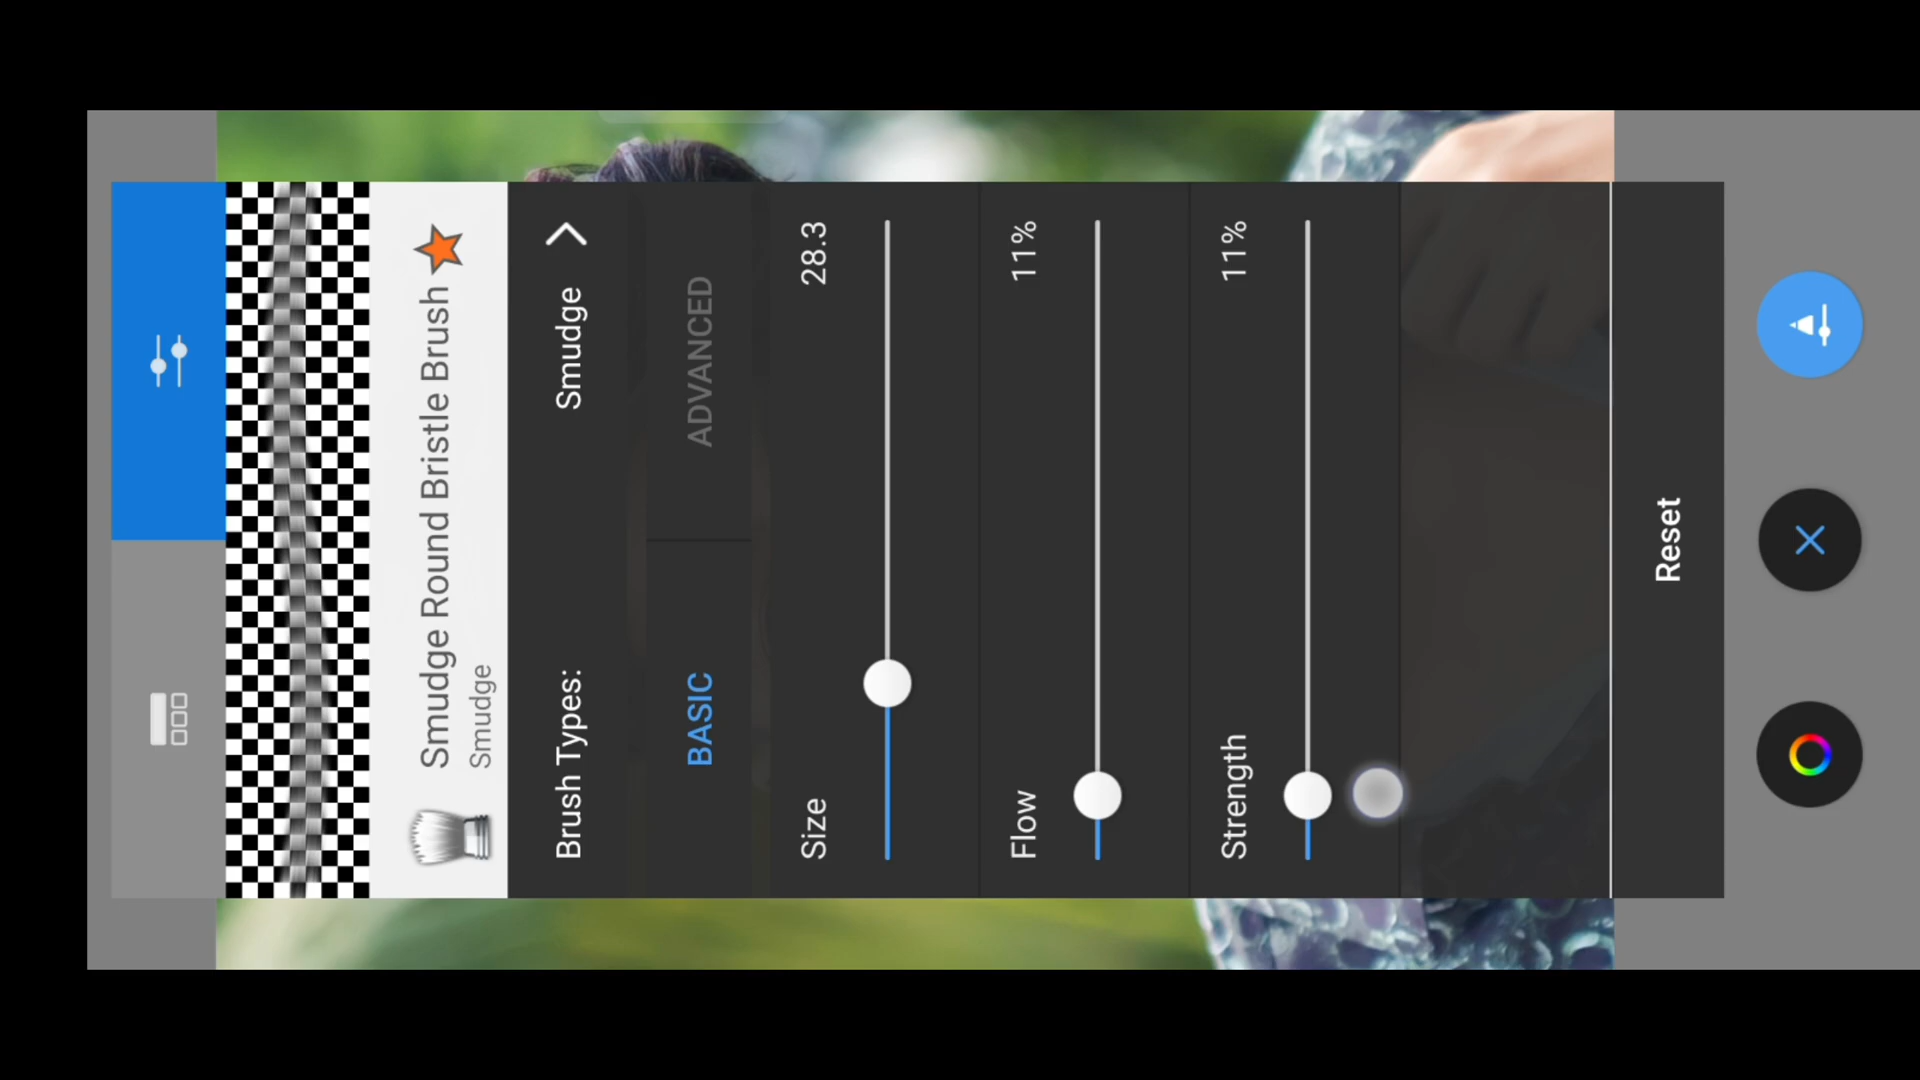 Smudge Round Bristle Brush
Smudge
Brush Types: Smudge
BASIC ADVANCED
Size 28.3
Flow 11%
Strength 11%
Reset